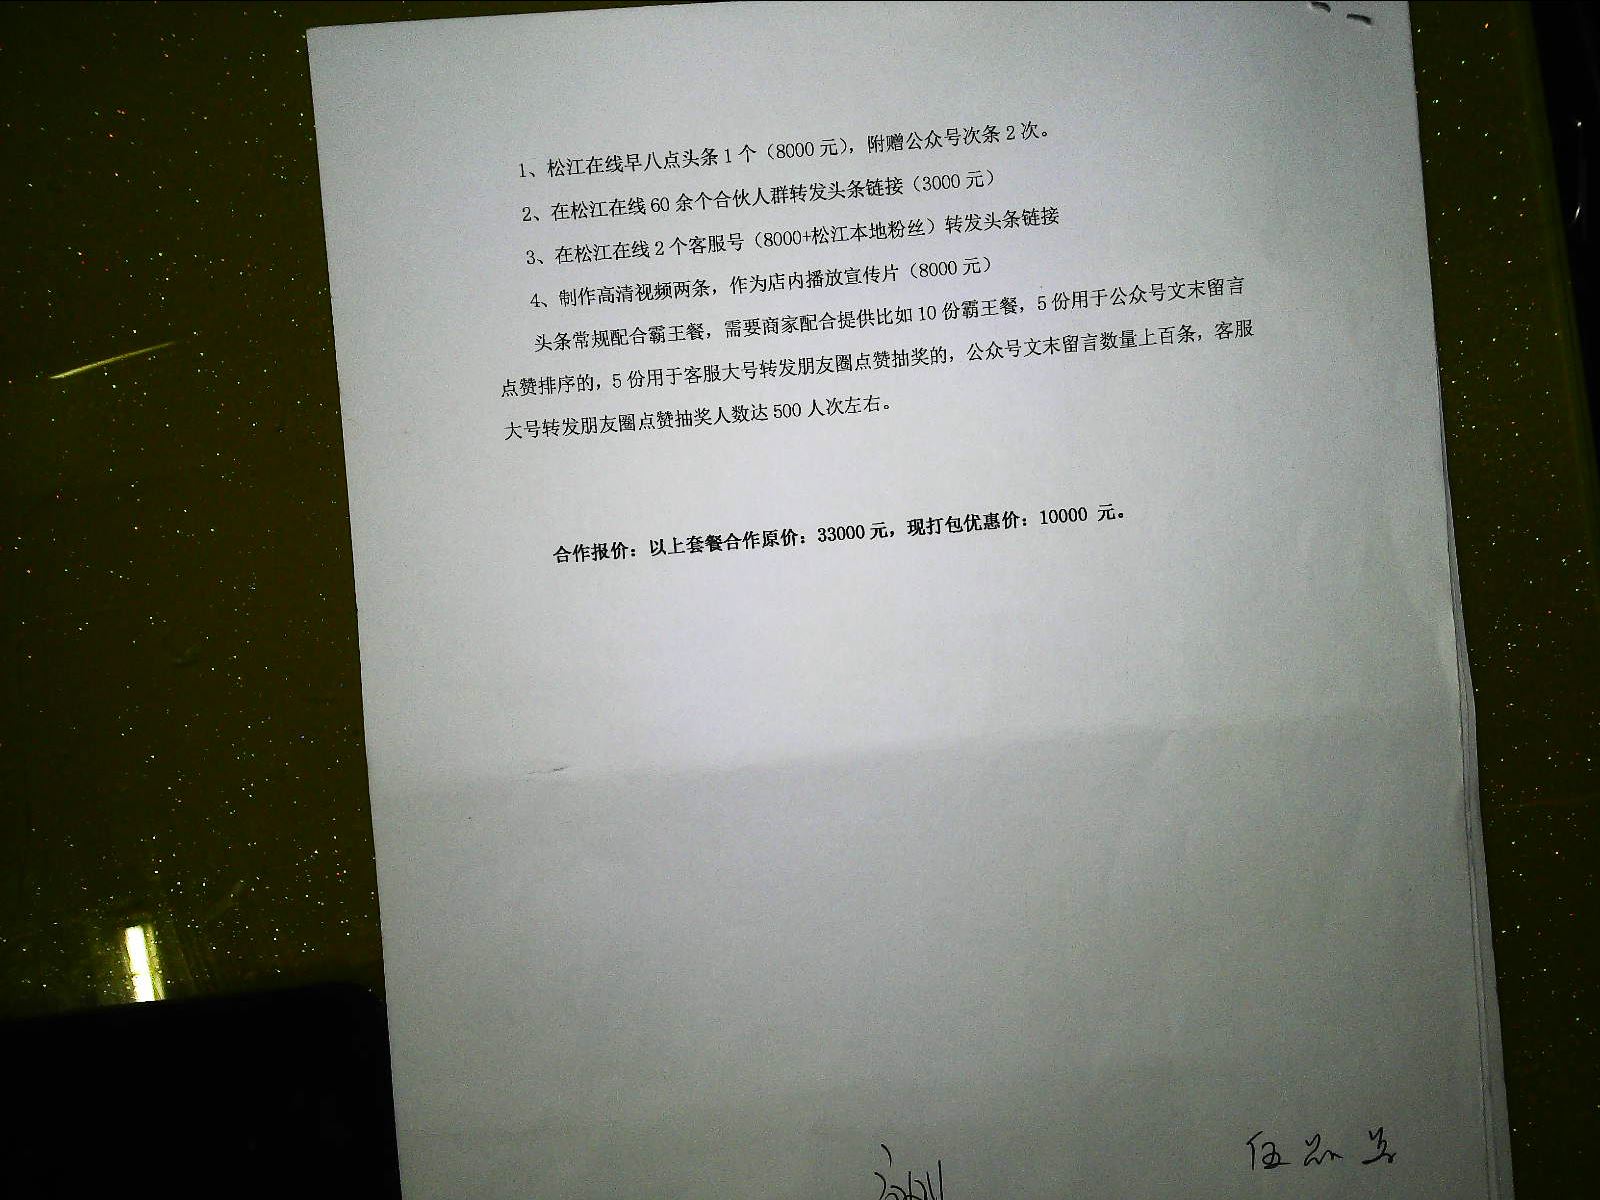 1、松江在线早八点头条1个（8000元），附赠公众号次条2次。
2、在松江在线60余个合伙人群转发头条链接（3000元）
3、在松江在线2个客服号（8000+松江本地粉丝）转发头条链接
4、制作高清视频两条，作为店内播放宣传片（8000元）
头条常规配合霸王餐，需要商家配合提供比如10份霸王餐，5份用于公众号文末留言
点赞排序的，5份用于客服大号转发朋友圈点赞抽奖的，公众号文末留言数量上百条，客服
大号转发朋友圈点赞抽奖人数达500人次左右。
合作报价：以上套餐合作原价：33000元，现打包优惠价：10000 元。